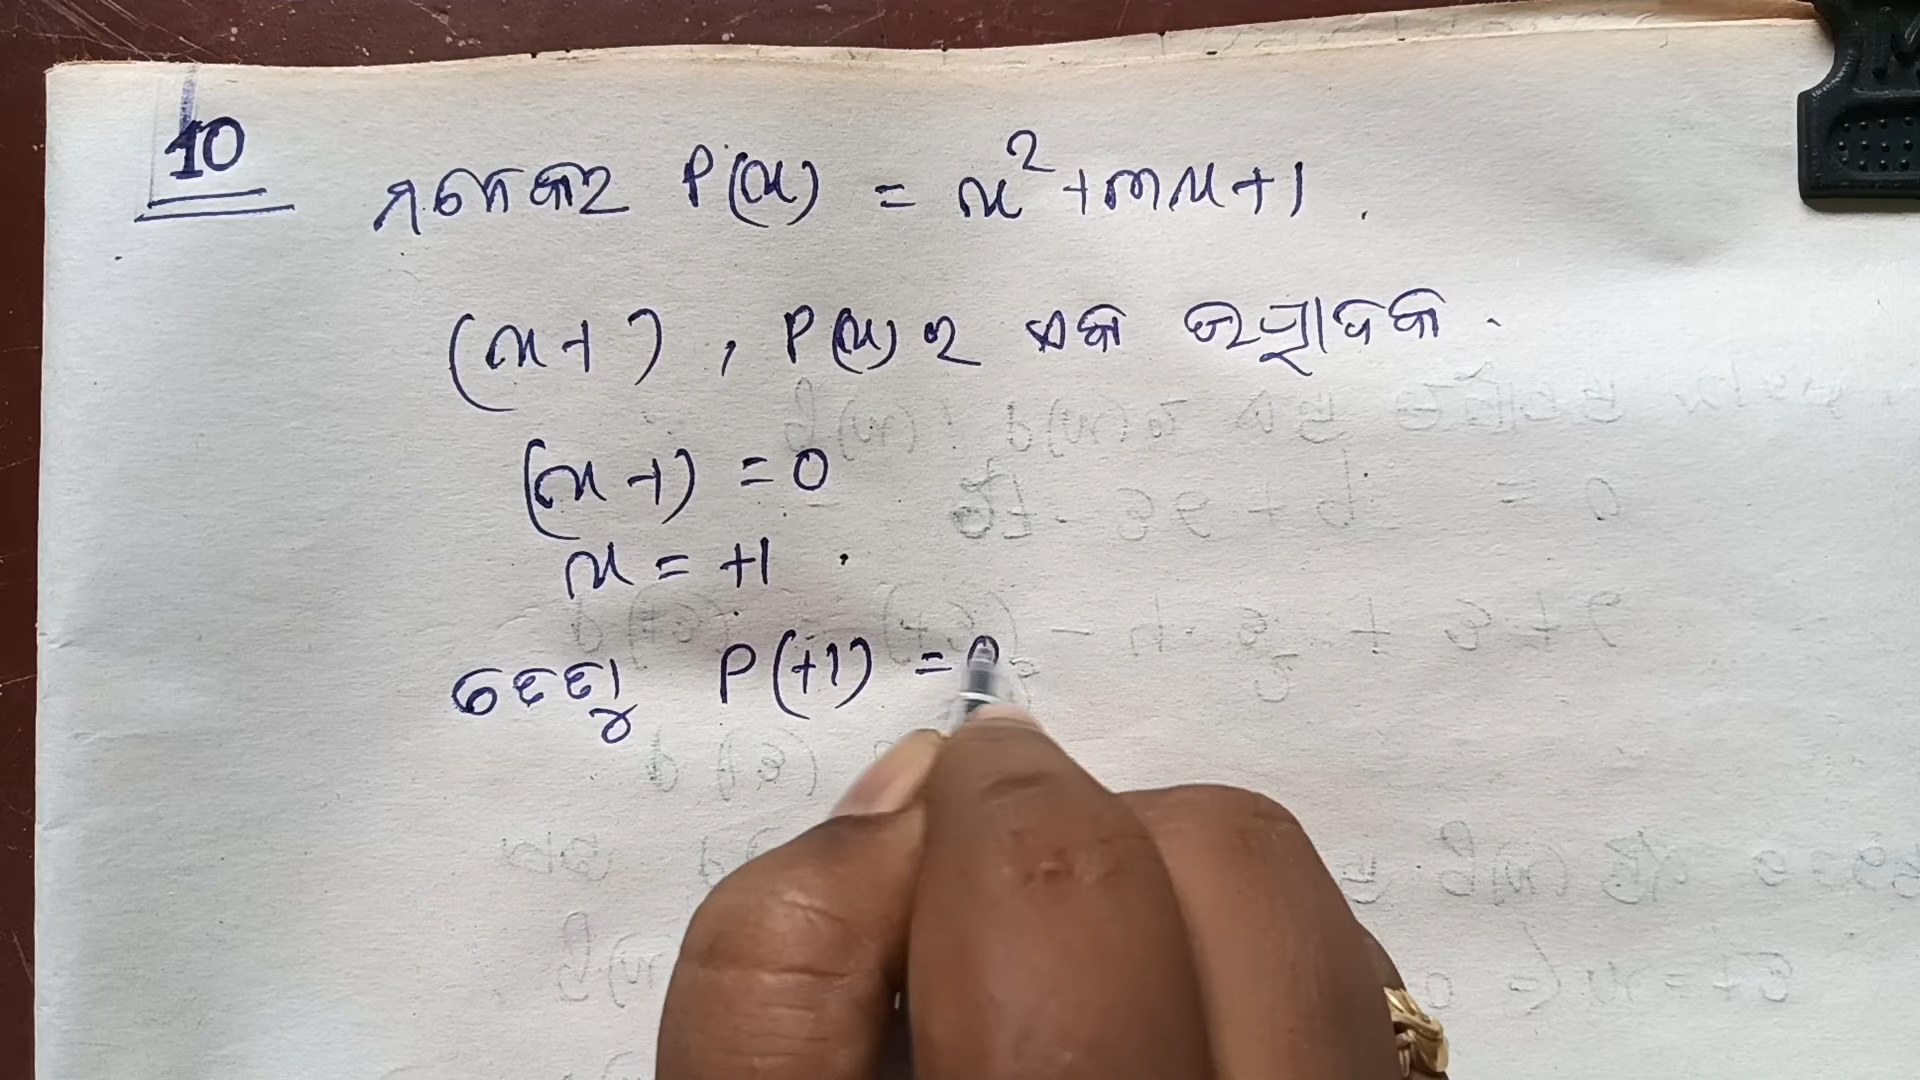 10
ମନେକର P(x) = x² + mx + 1 .
(x-1) , P(x) ର ଏକ ଉତ୍ପାଦକ .
(x-1) = 0
x = +1 .
ତେଣୁ P(+1) = 0